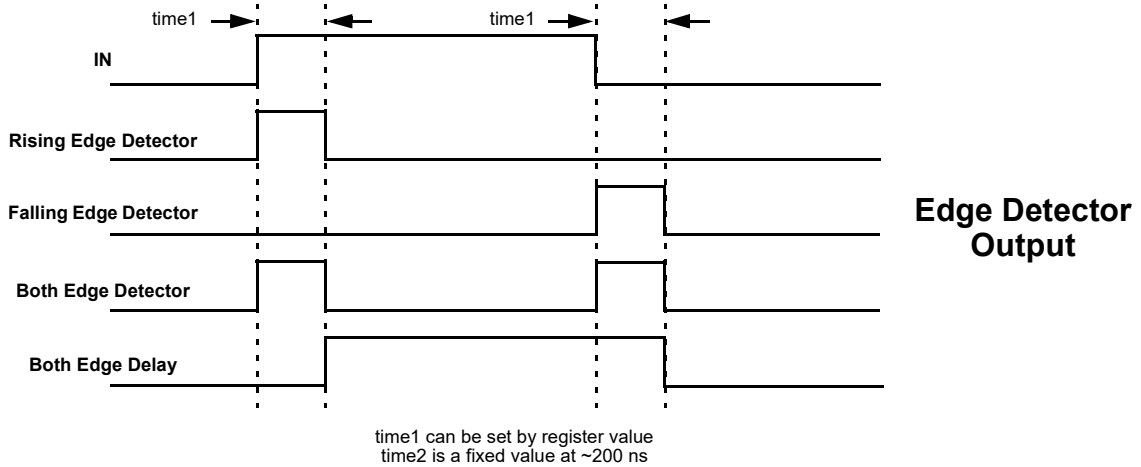 time1
time1
IN
Rising Edge Detector
Falling Edge Detector
Edge Detector
Output
Both Edge Detector
Both Edge Delay
time1 can be set by register value
time2 is a fixed value at ~200 ns